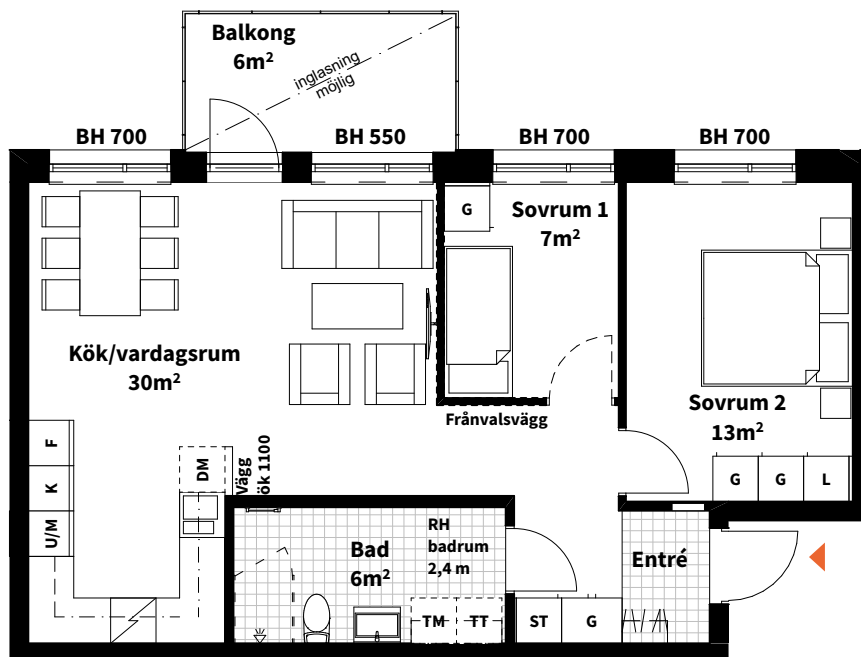 Balkong
6m²
inglasning
möjlig
BH 700
BH 550
BH 700
BH 700
G
Sovrum 1
7m²
Kök/vardagsrum
30m²
Sovrum 2
13m²
Frånvalsvägg
F
K
U/M
DM
Vägg
ök 1100
G
G
L
Bad
6m²
RH
badrum
2,4 m
Entré
TM
TT
ST
G